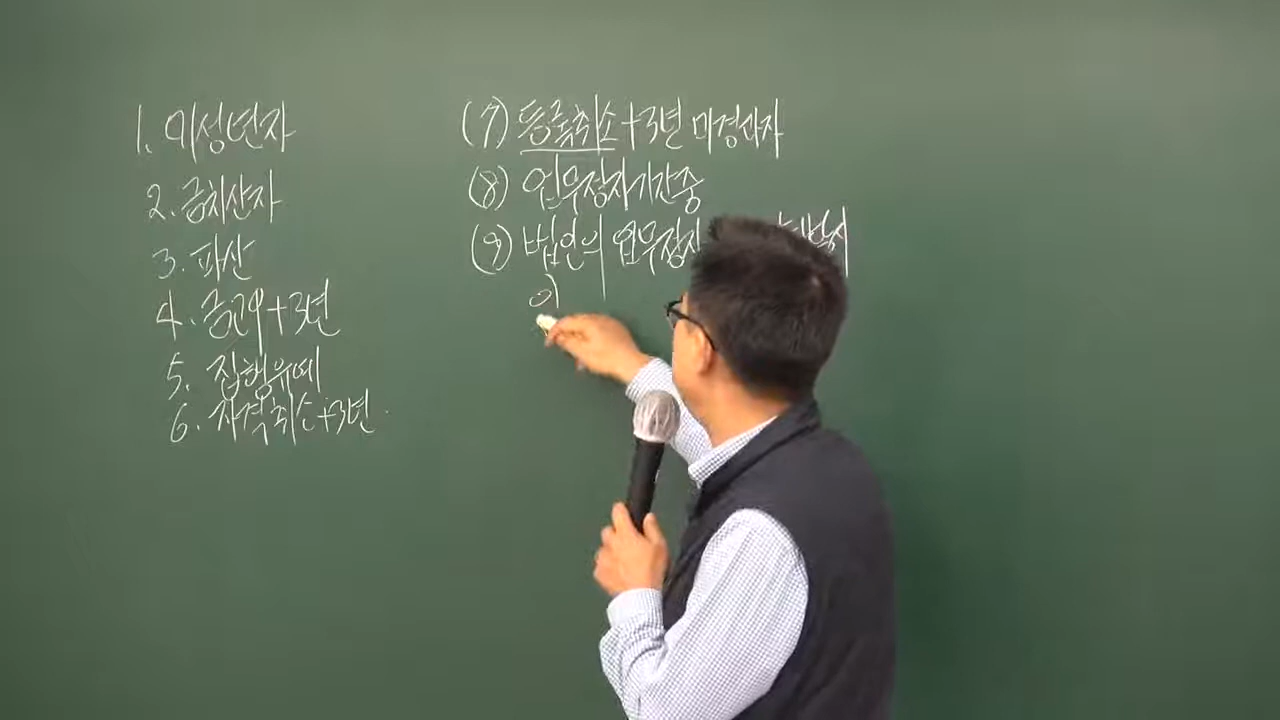 1. 미성년자
2. 금치산자
3. 파산
4. 금고위+3년
5. 집행유예
6. 자격취소+3년
(7) 등록취소+3년 미경과자
(8) 업무정지기간중
(9) 법인의 업무정지
이